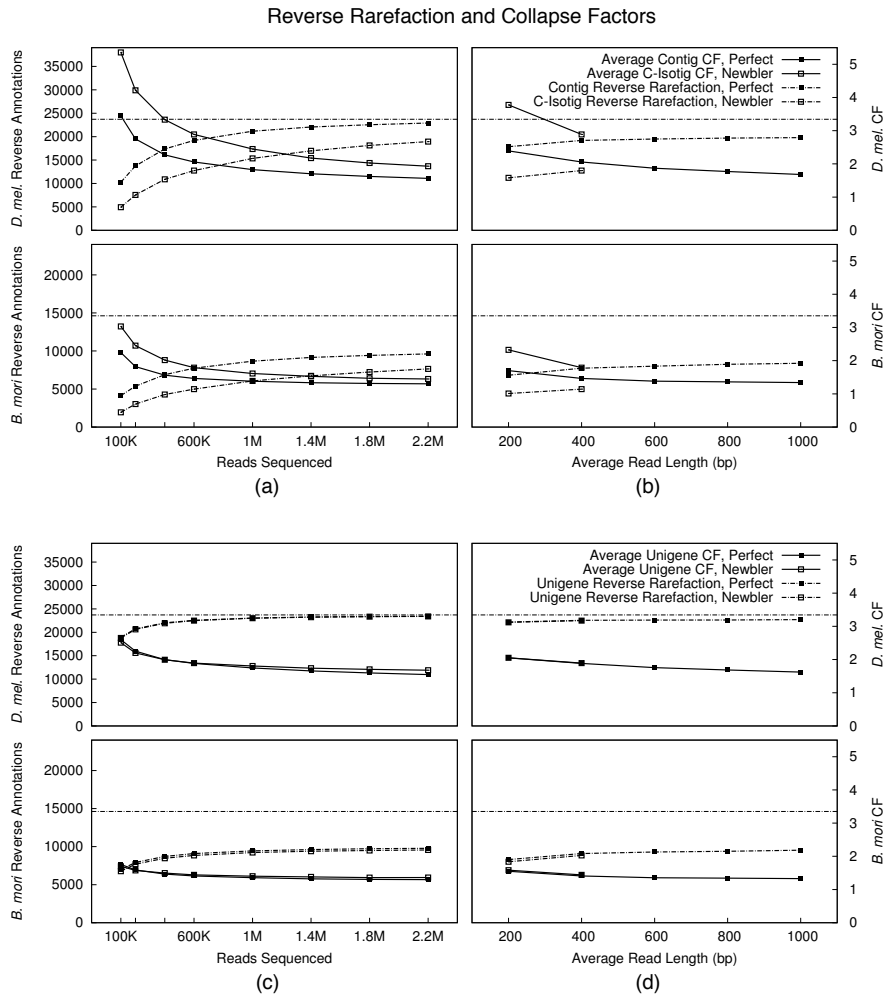 Reverse Rarefaction and Collapse Factors
D. mel. Reverse Annotations
35000
30000
25000
20000
15000
10000
5000
0
Average Contig CF, Perfect
Average C-Isotig CF, Newbler
Contig Reverse Rarefaction, Perfect
C-Isotig Reverse Rarefaction, Newbler
5
4
3
2
1
0
D. mel. CF
B. mori Reverse Annotations
20000
15000
10000
5000
0
100K 600K 1M 1.4M 1.8M 2.2M
Reads Sequenced
(a)
5
4
3
2
1
0
B. mori CF
200 400 600 800 1000
Average Read Length (bp)
(b)
D. mel. Reverse Annotations
35000
30000
25000
20000
15000
10000
5000
0
Average Unigene CF, Perfect
Average Unigene CF, Newbler
Unigene Reverse Rarefaction, Perfect
Unigene Reverse Rarefaction, Newbler
5
4
3
2
1
0
D. mel. CF
B. mori Reverse Annotations
20000
15000
10000
5000
0
100K 600K 1M 1.4M 1.8M 2.2M
Reads Sequenced
(c)
5
4
3
2
1
0
B. mori CF
200 400 600 800 1000
Average Read Length (bp)
(d)